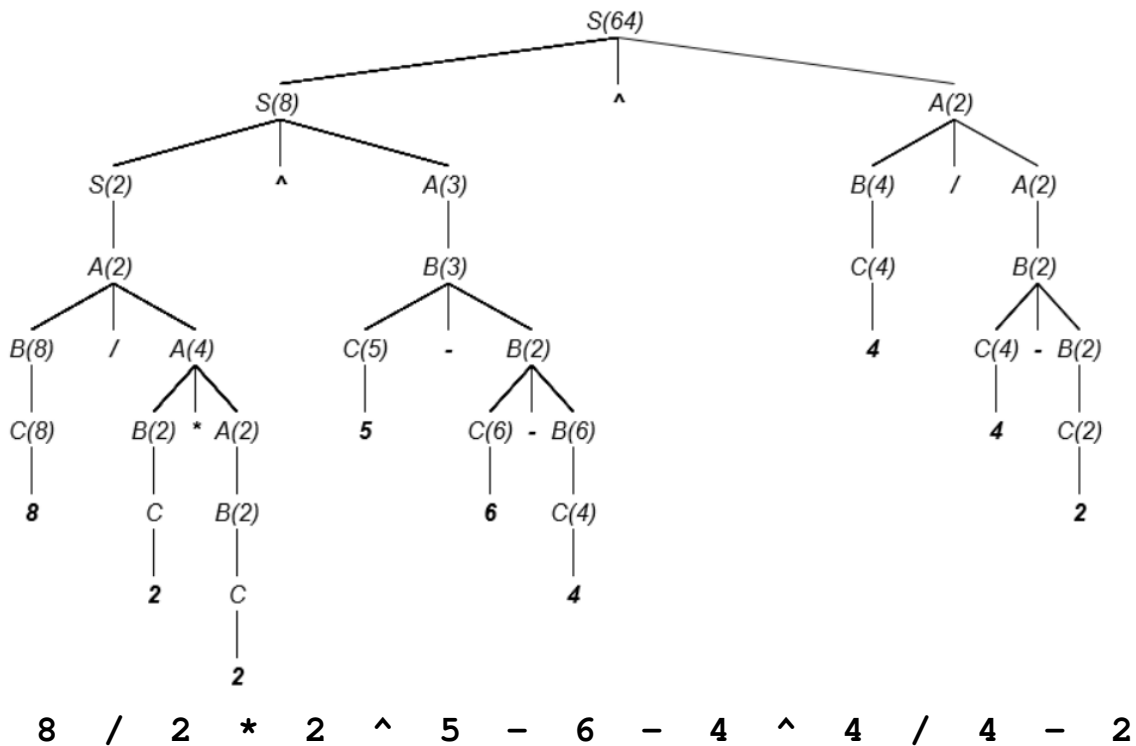 S(64)
S(8) ^ A(2)
S(2) ^ A(3) B(4) / A(2)
A(2) B(3) C(4) B(2)
B(8) / A(4) C(5) - B(2) 4 C(4) - B(2)
C(8) B(2) * A(2) 5 C(6) - B(6) 4 C(2)
8 C B(2) 6 C(4) 2
2 C 4
2
8 / 2 * 2 ^ 5 - 6 - 4 ^ 4 / 4 - 2